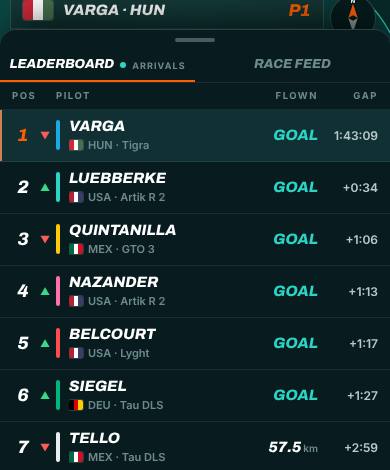 N
VARGA · HUN P1
LEADERBOARD ARRIVALS RACE FEED
POS PILOT FLOWN GAP
1 VARGA GOAL 1:43:09
HUN · Tigra
2 LUEBBERKE GOAL +0:34
USA · Artik R 2
3 QUINTANILLA GOAL +1:06
MEX · GTO 3
4 NAZANDER GOAL +1:13
USA · Artik R 2
5 BELCOURT GOAL +1:17
USA · Lyght
6 SIEGEL GOAL +1:27
DEU · Tau DLS
7 TELLO 57.5 km +2:59
MEX · Tau DLS